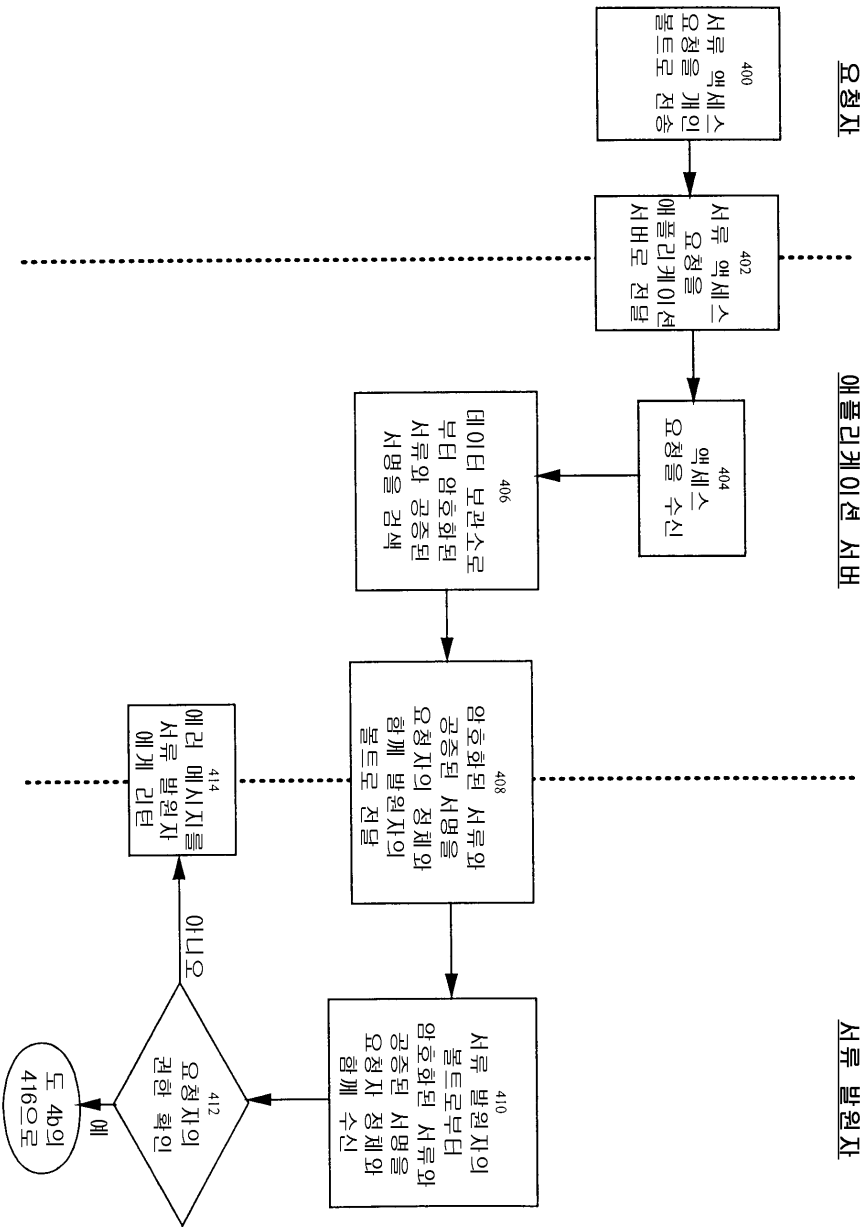 요청자
애플리케이션 서버
서류 발원자
400
서류 액세스
요청을 개인
볼트로 전송
402
서류 액세스
요청을
애플리케이션
서버로 전달
404
액세스
요청을 수신
406
데이터 보관소로
부터 암호화된
서류와 공증된
서명을 검색
408
암호화된 서류와
공증된 서명을
요청자의 정체와
함께 발원자의
볼트로 전달
410
서류 발원자의
볼트로부터
암호화된 서류와
공증된 서명을
요청자 정체와
함께 수신
412
요청자의
권한 확인
아니오
예
414
에러 메시지를
서류 발원자
에게 리턴
도 4b의
416으로